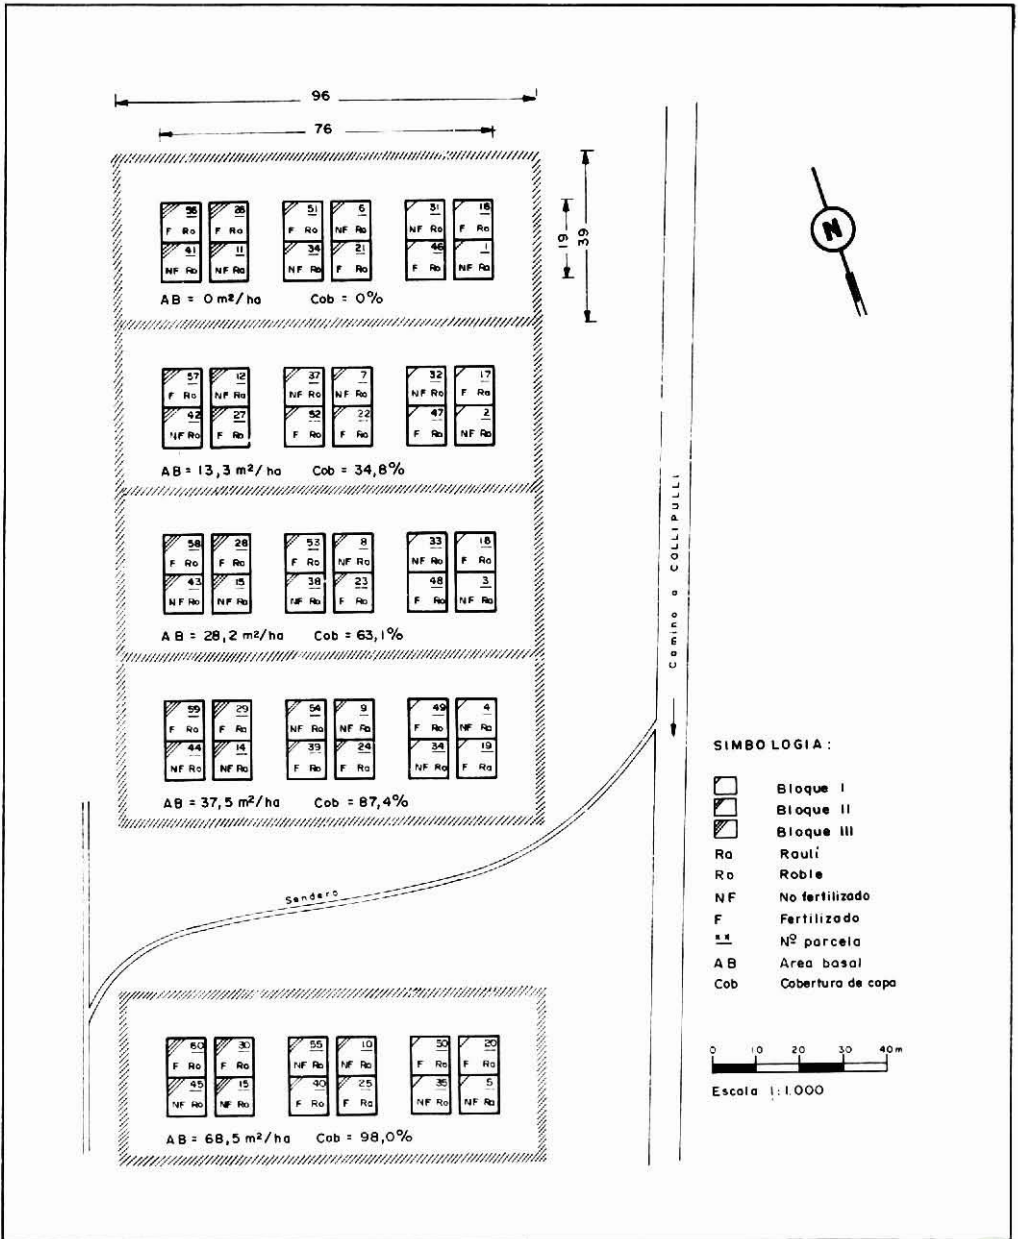 96
76
19
39
N
56 26 51 6 31 16
F Ro F Ra F Ro NF Ra NF Ro F Ra
41 11 34 21 46 1
NF Ro NF Ra NF Ro F Ra F Ro NF Ra
AB = 0 m²/ha Cob = 0%
57 12 37 7 32 17
F Ro NF Ra NF Ro NF Ra NF Ro F Ra
42 27 52 22 47 2
NF Ro F Ra F Ro F Ra F Ro NF Ra
AB = 13,3 m²/ha Cob = 34,8%
58 28 53 8 33 18
F Ro F Ra F Ro NF Ra NF Ro F Ra
43 15 38 23 48 3
NF Ro NF Ra NF Ro F Ra F Ro NF Ra
AB = 28,2 m²/ha Cob = 63,1%
59 29 54 9 49 4
F Ro F Ra NF Ro NF Ra F Ro NF Ra
44 14 39 24 34 19
NF Ro NF Ra F Ro F Ra NF Ro F Ra
AB = 37,5 m²/ha Cob = 87,4%
Sendero
60 30 55 10 50 20
F Ro F Ra NF Ro NF Ra F Ro F Ra
45 15 40 25 35 5
NF Ro NF Ra F Ro F Ra NF Ro NF Ra
AB = 68,5 m²/ha Cob = 98,0%
Camino a COLLIPULLI
SIMBOLOGIA:
Bloque I
Bloque II
Bloque III
Ra Raulí
Ro Roble
NF No fertilizado
F Fertilizado
** Nº parcela
AB Area basal
Cob Cobertura de copa
0 10 20 30 40 m
Escala 1:1.000